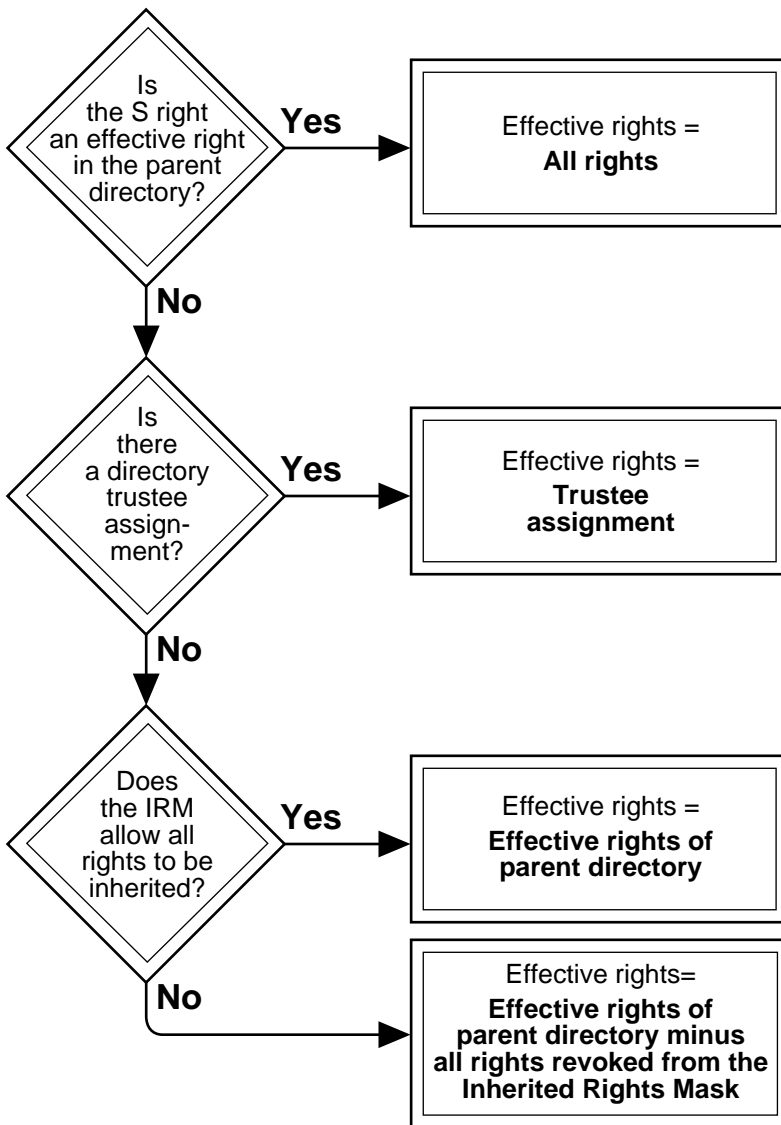 Is
the S right
an effective right
in the parent
directory?
Yes
Effective rights =
All rights
No
Is
there
a directory
trustee
assign-
ment?
Yes
Effective rights =
Trustee
assignment
No
Does
the IRM
allow all
rights to be
inherited?
Yes
Effective rights =
Effective rights of
parent directory
No
Effective rights=
Effective rights of
parent directory minus
all rights revoked from the
Inherited Rights Mask